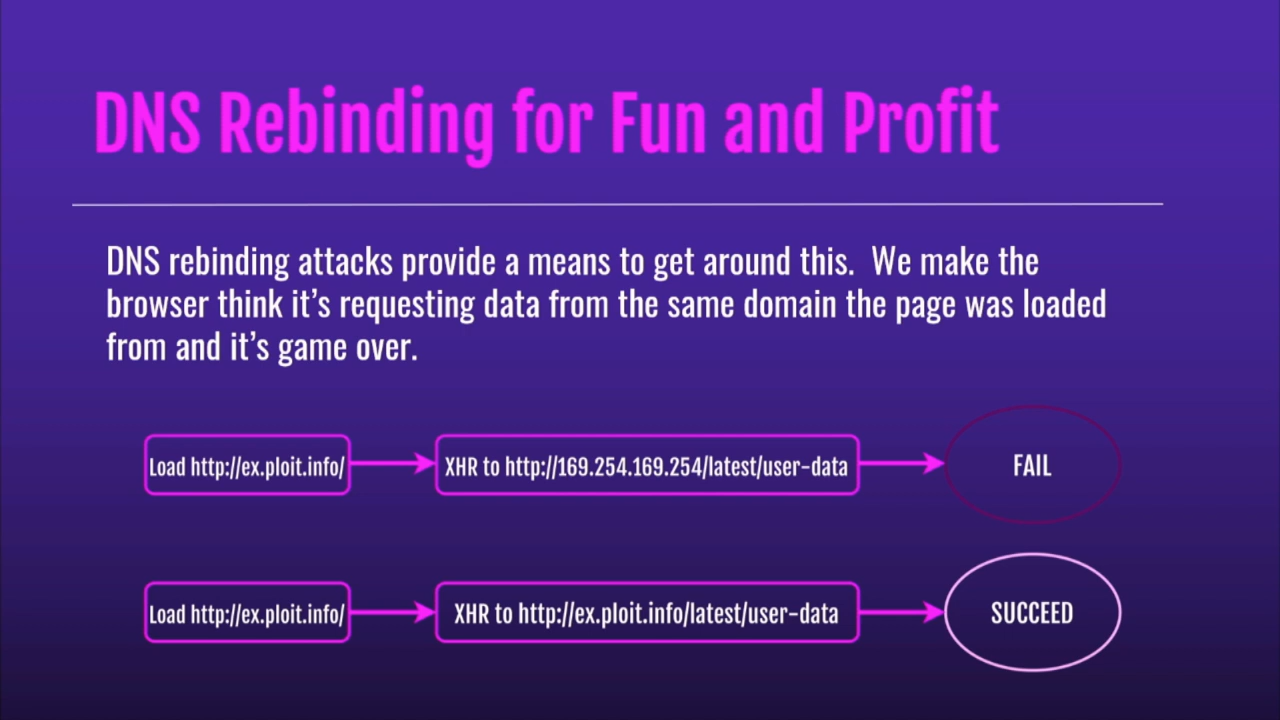 DNS Rebinding for Fun and Profit
DNS rebinding attacks provide a means to get around this.  We make the
browser think it’s requesting data from the same domain the page was loaded
from and it’s game over.
Load http://ex.ploit.info/
XHR to http://169.254.169.254/latest/user-data
FAIL
Load http://ex.ploit.info/
XHR to http://ex.ploit.info/latest/user-data
SUCCEED